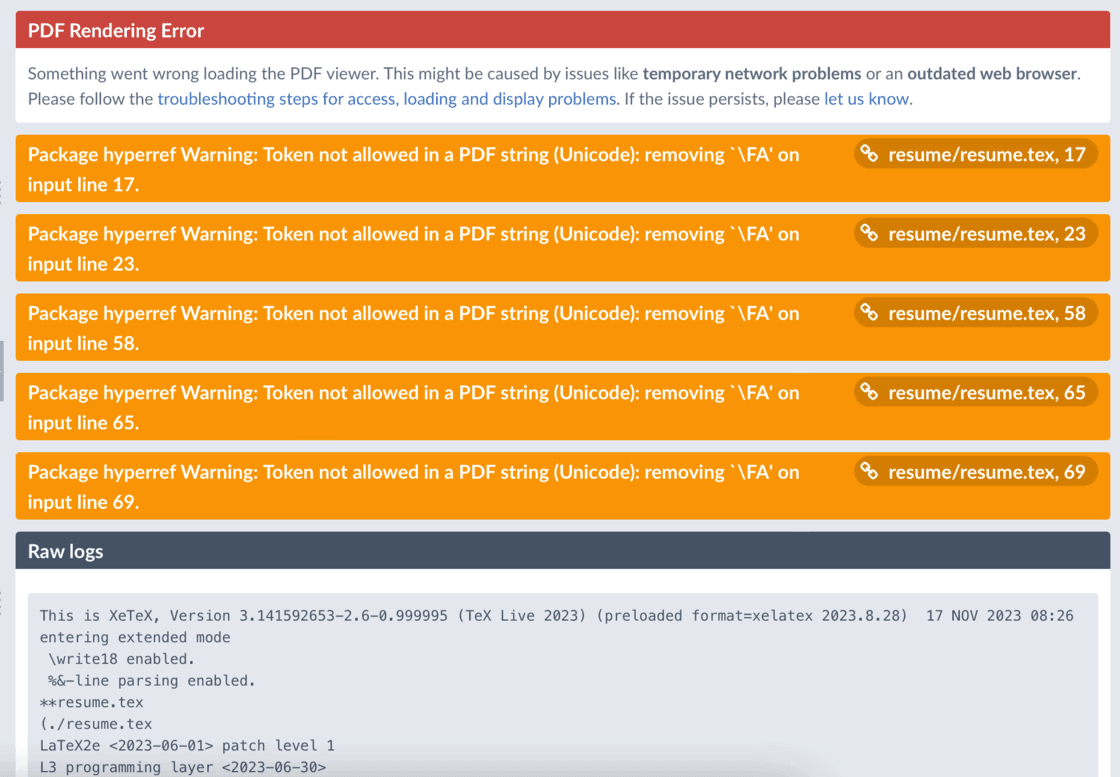 PDF Rendering Error
Something went wrong loading the PDF viewer. This might be caused by issues like temporary network problems or an outdated web browser.
Please follow the troubleshooting steps for access, loading and display problems. If the issue persists, please let us know.
Package hyperref Warning: Token not allowed in a PDF string (Unicode): removing `\FA' on
input line 17.
resume/resume.tex, 17
Package hyperref Warning: Token not allowed in a PDF string (Unicode): removing `\FA' on
input line 23.
resume/resume.tex, 23
Package hyperref Warning: Token not allowed in a PDF string (Unicode): removing `\FA' on
input line 58.
resume/resume.tex, 58
Package hyperref Warning: Token not allowed in a PDF string (Unicode): removing `\FA' on
input line 65.
resume/resume.tex, 65
Package hyperref Warning: Token not allowed in a PDF string (Unicode): removing `\FA' on
input line 69.
resume/resume.tex, 69
Raw logs
This is XeTeX, Version 3.141592653-2.6-0.999995 (TeX Live 2023) (preloaded format=xelatex 2023.8.28)  17 NOV 2023 08:26
entering extended mode
 \write18 enabled.
 %&-line parsing enabled.
**resume.tex
(./resume.tex
LaTeX2e <2023-06-01> patch level 1
L3 programming layer <2023-06-30>